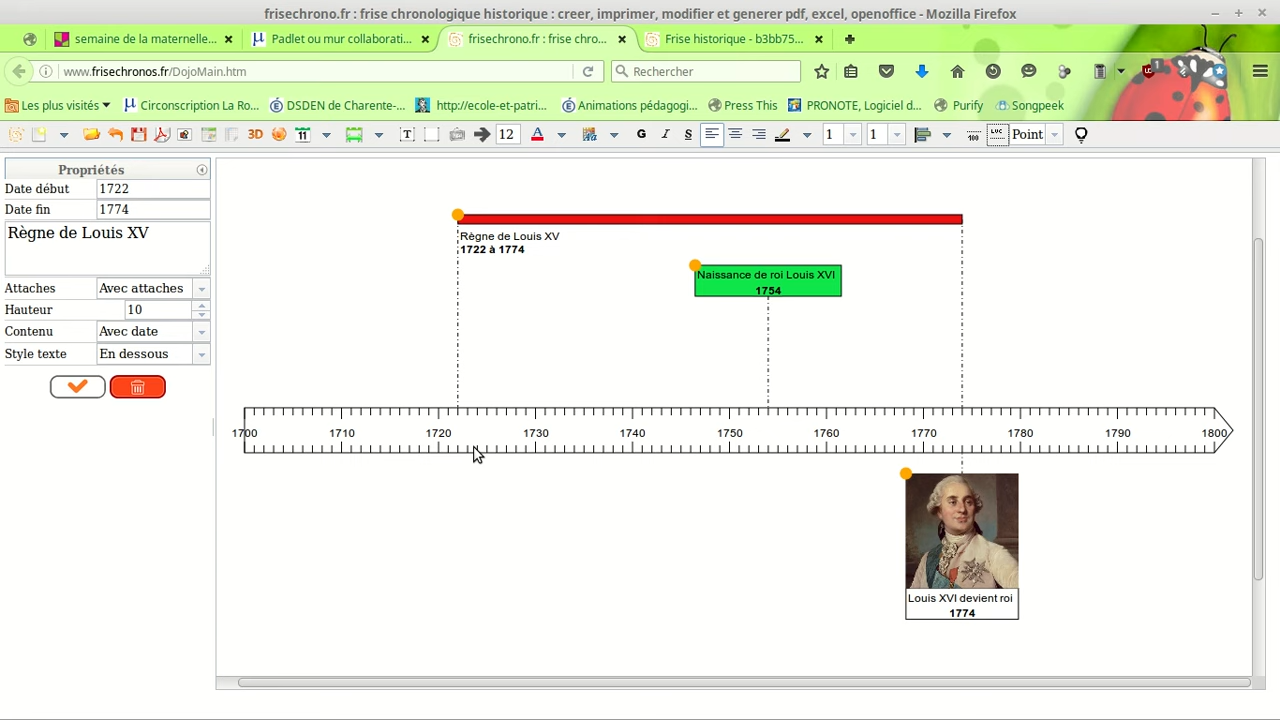 frisechrono.fr : frise chronologique historique : creer, imprimer, modifier et generer pdf, excel, openoffice - Mozilla Firefox
semaine de la maternelle... Padlet ou mur collaborati... frisechrono.fr : frise chro... Frise historique - b3bb75...
www.frisechronos.fr/DojoMain.htm Rechercher 1
Les plus visités Circonscription La Ro... DSDEN de Charente-... http://ecole-et-patri... Animations pédagogi... Press This PRONOTE, Logiciel d... Purify Songpeek
3D 11 T 12 A G I S 1 1 100 LUC Point
Propriétés
Date début 1722
Date fin 1774
Règne de Louis XV
Attaches Avec attaches
Hauteur 10
Contenu Avec date
Style texte En dessous
Règne de Louis XV
1722 à 1774
Naissance de roi Louis XVI
1754
1700 1710 1720 1730 1740 1750 1760 1770 1780 1790 1800
Louis XVI devient roi
1774